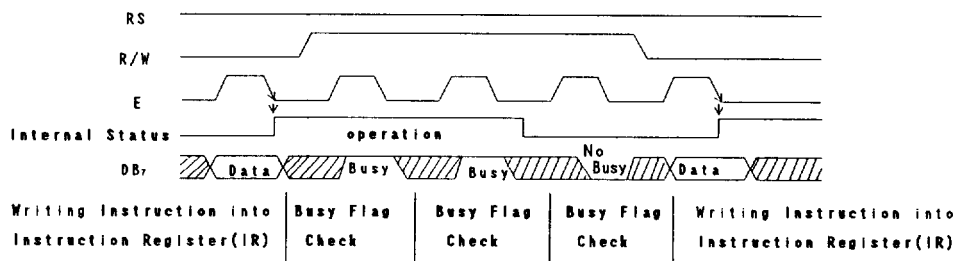 RS
R/W
E
Internal Status operation
No
DB₇ Data Busy Busy Busy Data
Writing Instruction into Busy Flag Busy Flag Busy Flag Writing Instruction into
Instruction Register(IR) Check Check Check Instruction Register(IR)